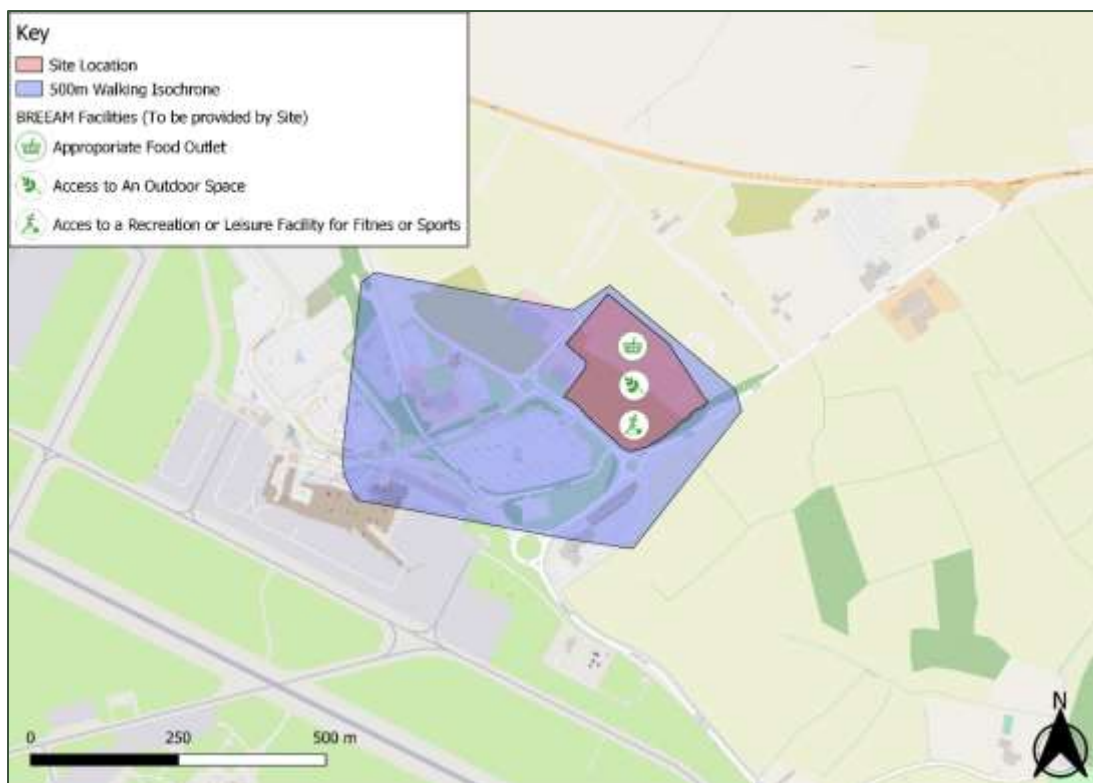 Key
Site Location
500m Walking Isochrone
BREEAM Facilities (To be provided by Site)
Approporiate Food Outlet
Access to An Outdoor Space
Acces to a Recreation or Leisure Facility for Fitnes or Sports
N
0 250 500 m